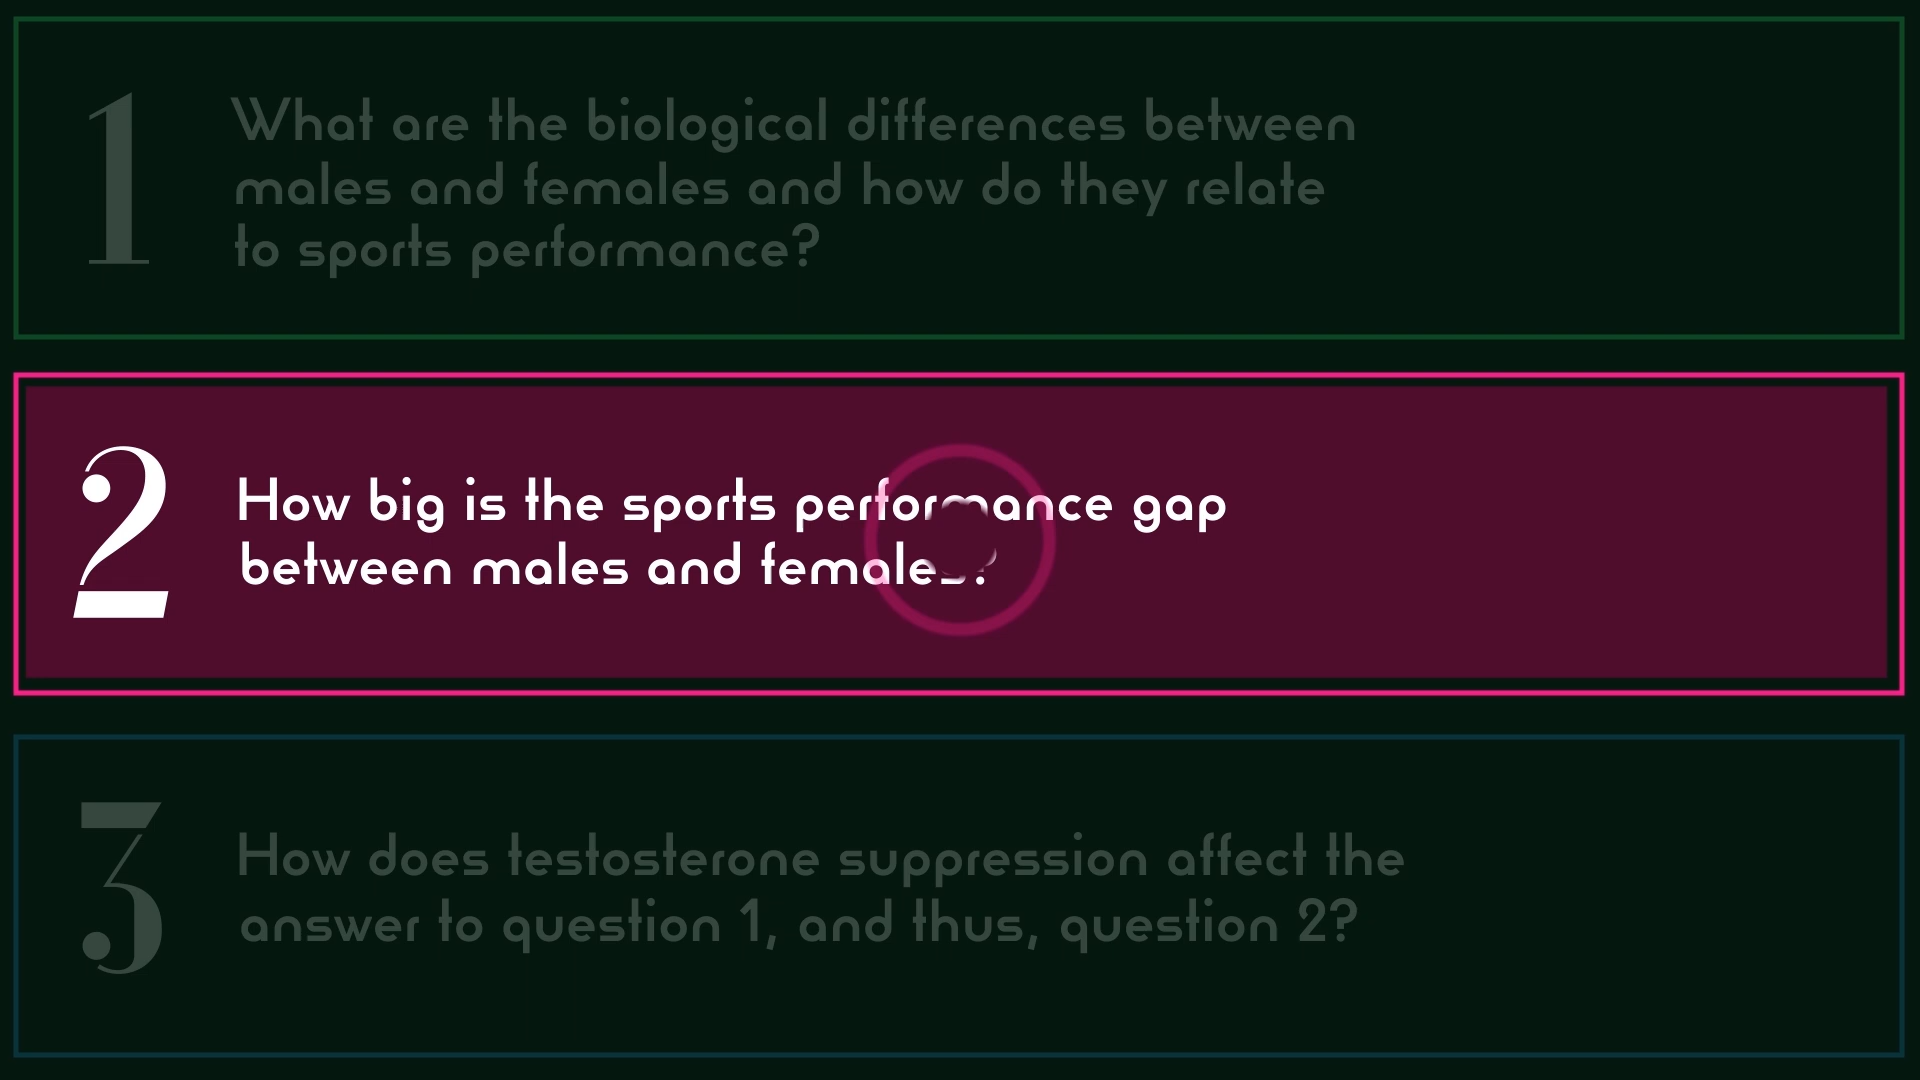 1
What are the biological differences between
males and females and how do they relate
to sports performance?
2
How big is the sports performance gap
between males and females?
3
How does testosterone suppression affect the
answer to question 1, and thus, question 2?